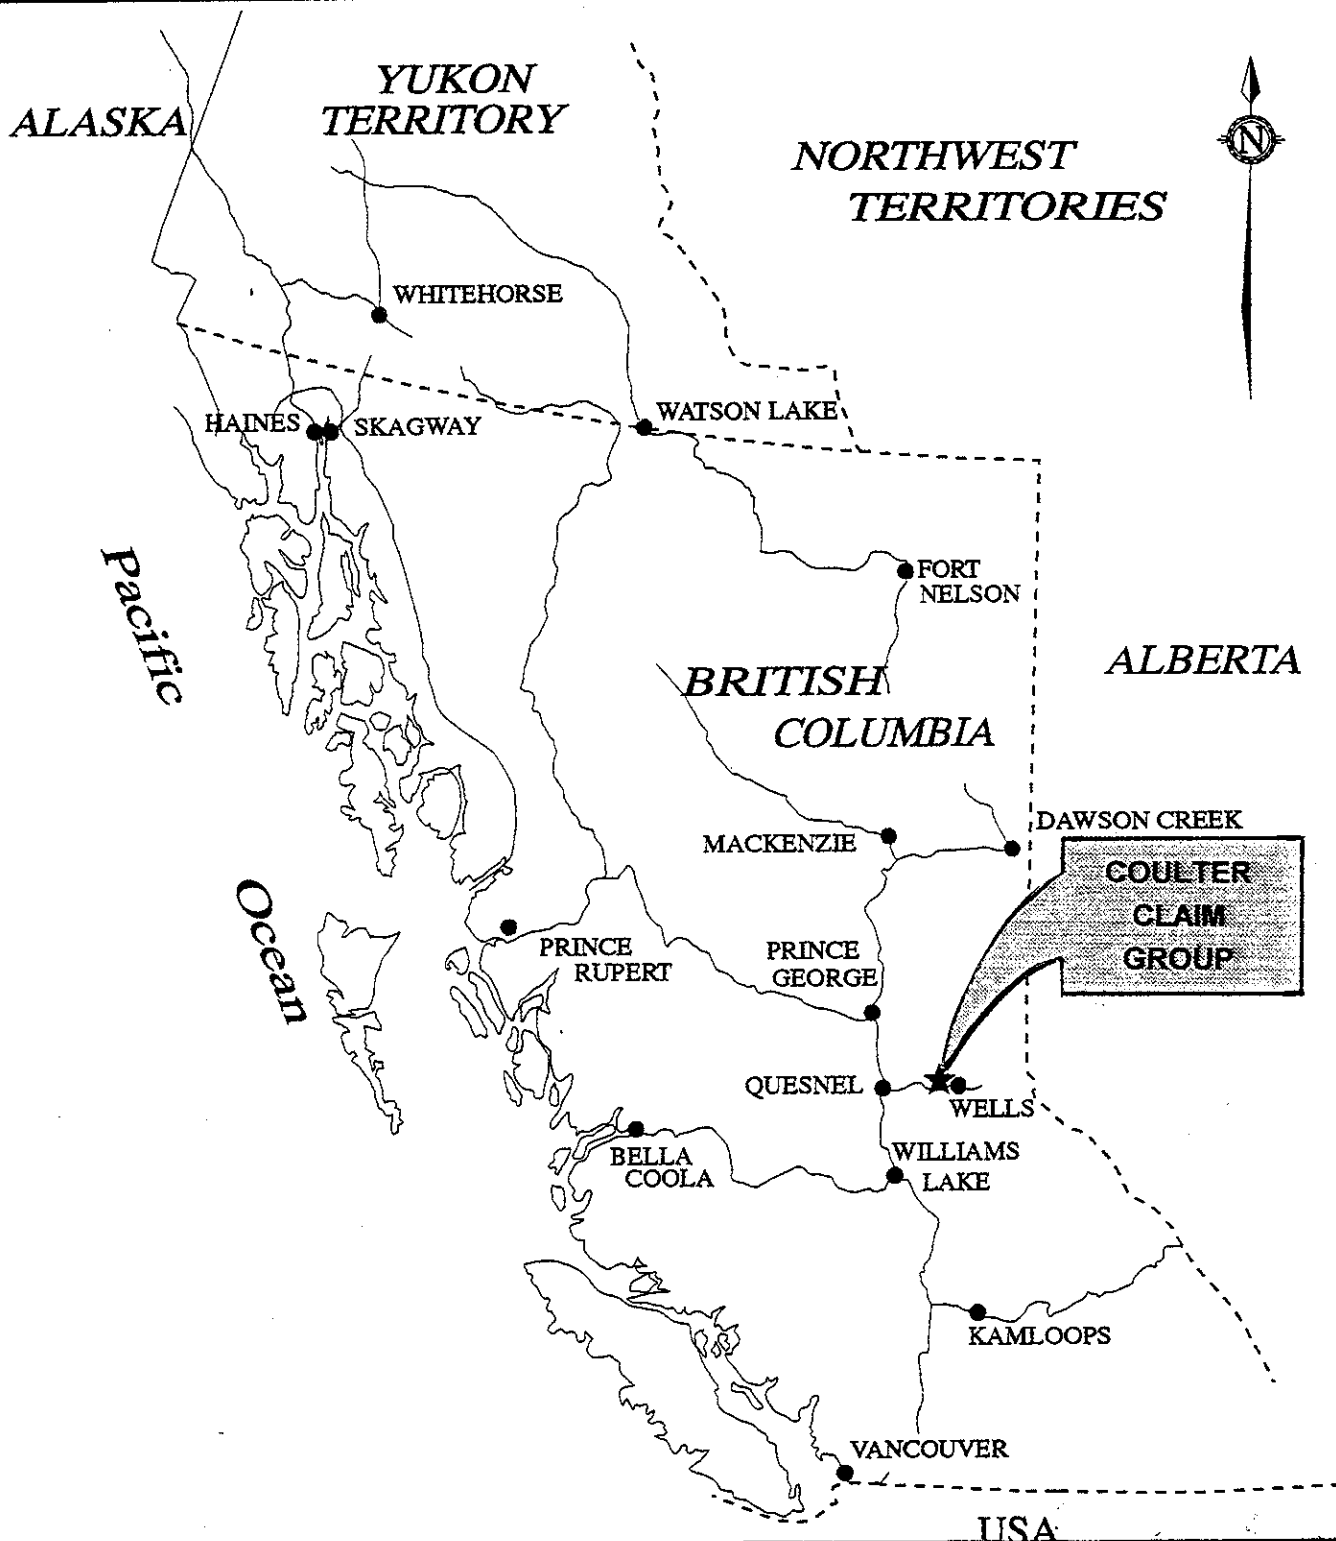 YUKON
TERRITORY
ALASKA
NORTHWEST
TERRITORIES
N
WHITEHORSE
HAINES
SKAGWAY
WATSON LAKE
Pacific
Ocean
FORT
NELSON
ALBERTA
BRITISH
COLUMBIA
MACKENZIE
DAWSON CREEK
COULTER
CLAIM
GROUP
PRINCE
RUPERT
PRINCE
GEORGE
QUESNEL
WELLS
BELLA
COOLA
WILLIAMS
LAKE
KAMLOOPS
VANCOUVER
USA